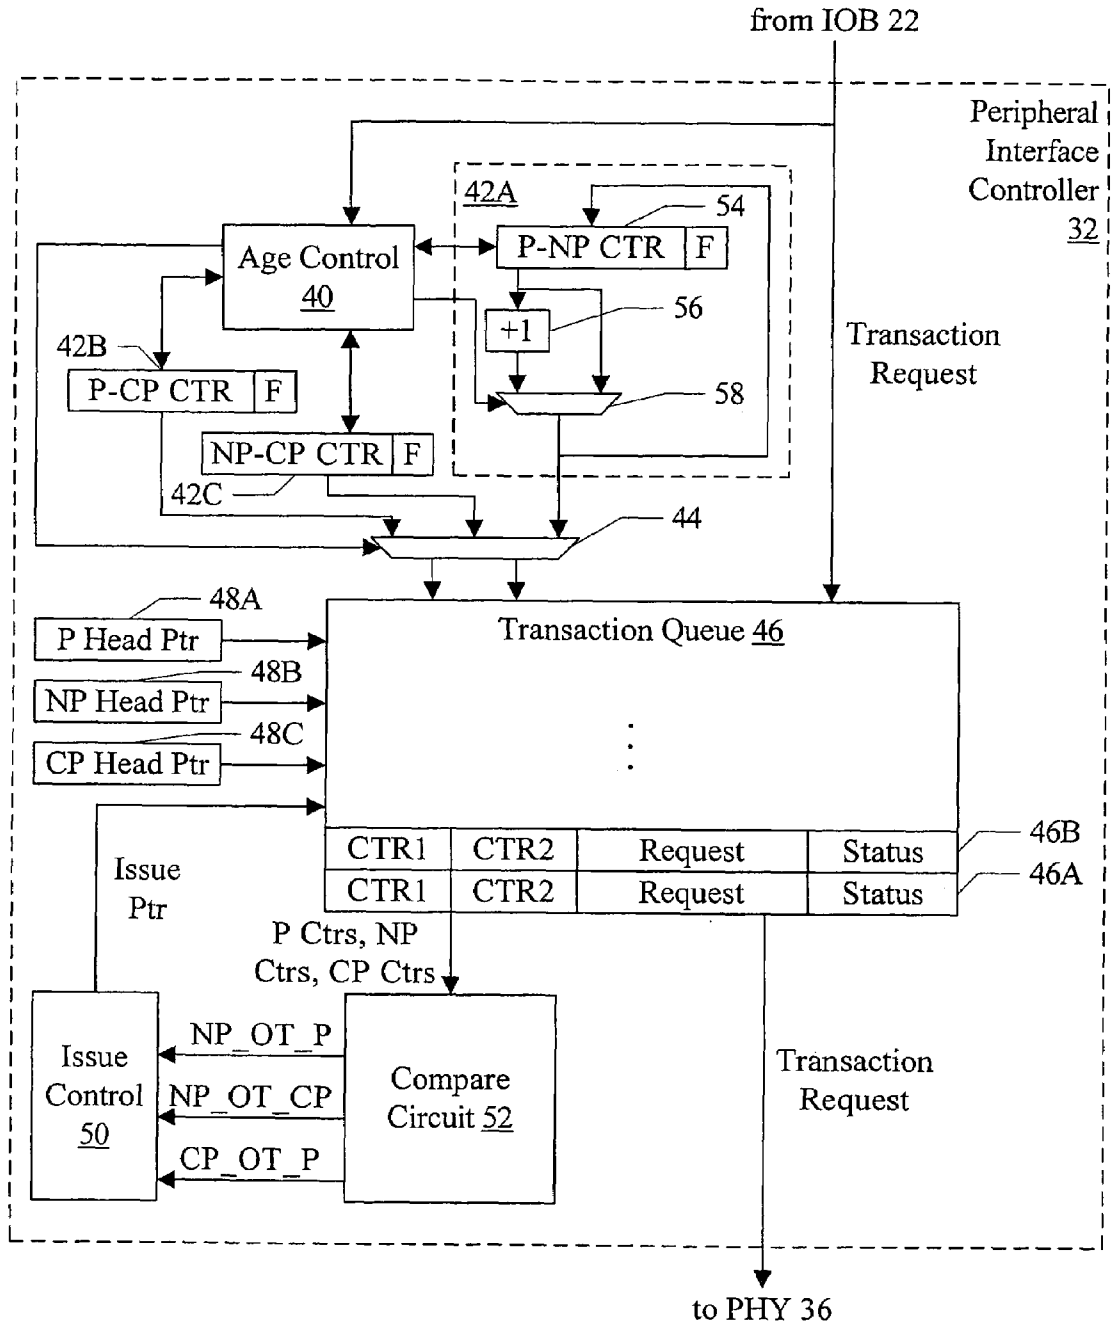 from IOB 22
Peripheral
Interface
Controller
32
42A
54
P-NP CTR F
Age Control
40
56
+1
Transaction
Request
42B
P-CP CTR F
58
NP-CP CTR F
42C
44
48A
P Head Ptr
Transaction Queue 46
48B
NP Head Ptr
48C
CP Head Ptr
CTR1 CTR2 Request Status 46B
CTR1 CTR2 Request Status 46A
Issue
Ptr
P Ctrs, NP
Ctrs, CP Ctrs
Issue
Control
50
NP_OT_P
NP_OT_CP
CP_OT_P
Compare
Circuit 52
Transaction
Request
to PHY 36